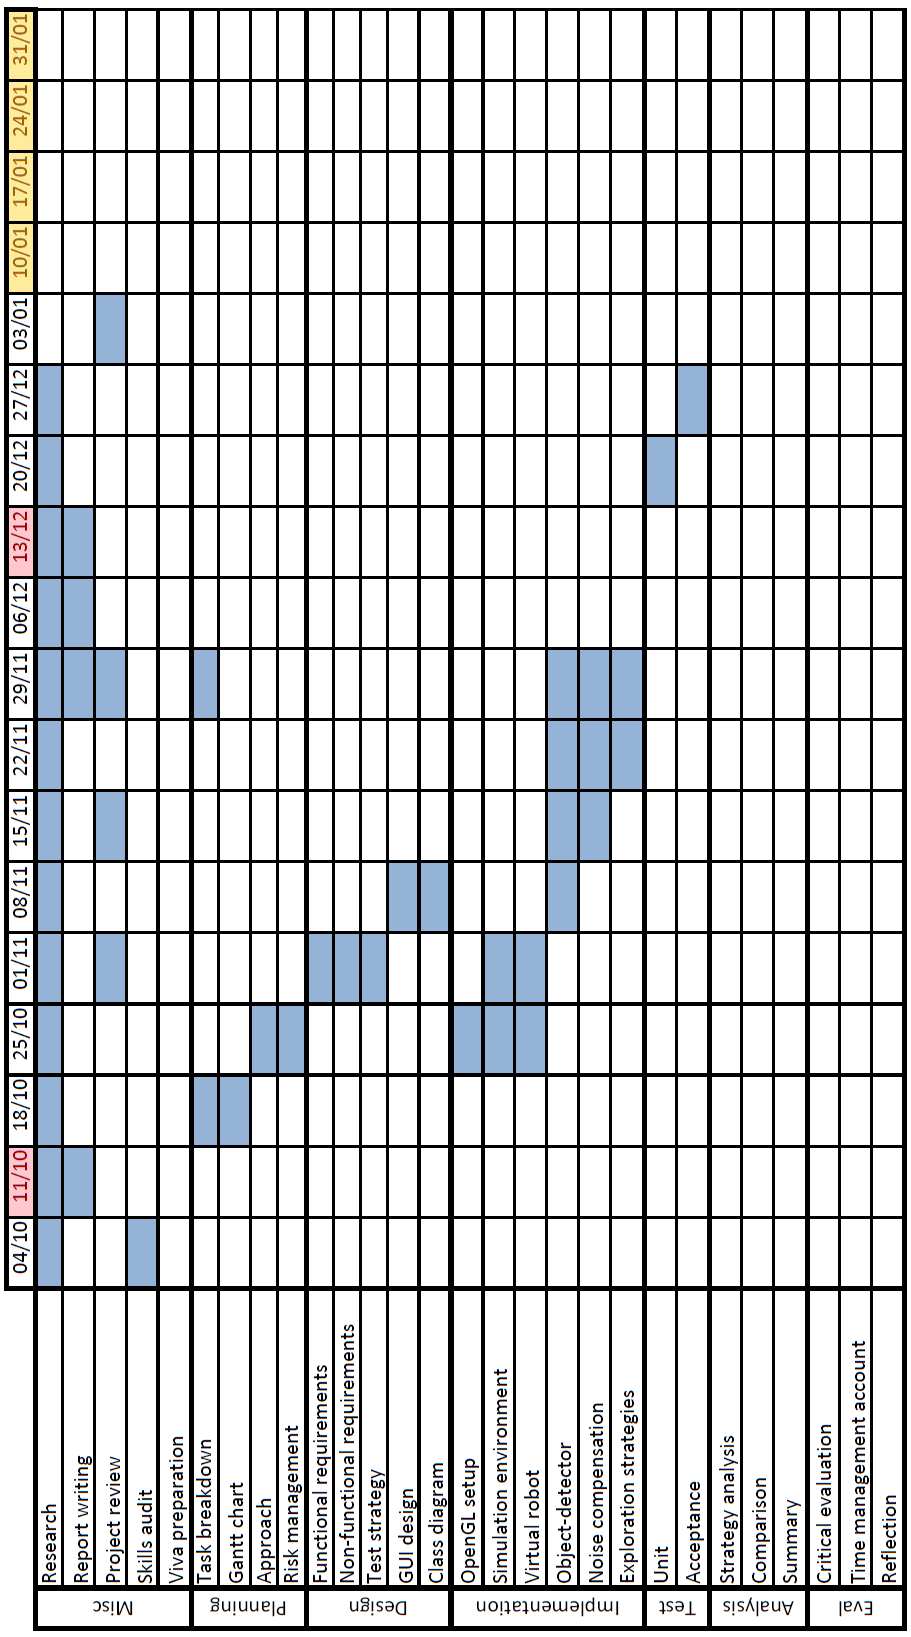 04/10
11/10
18/10
25/10
01/11
08/11
15/11
22/11
29/11
06/12
13/12
20/12
27/12
03/01
10/01
17/01
24/01
31/01
Misc
Research
Report writing
Project review
Skills audit
Viva preparation
Planning
Task breakdown
Gantt chart
Approach
Risk management
Design
Functional requirements
Non-functional requirements
Test strategy
GUI design
Class diagram
Implementation
OpenGL setup
Simulation environment
Virtual robot
Object-detector
Noise compensation
Exploration strategies
Test
Unit
Acceptance
Analysis
Strategy analysis
Comparison
Summary
Eval
Critical evaluation
Time management account
Reflection